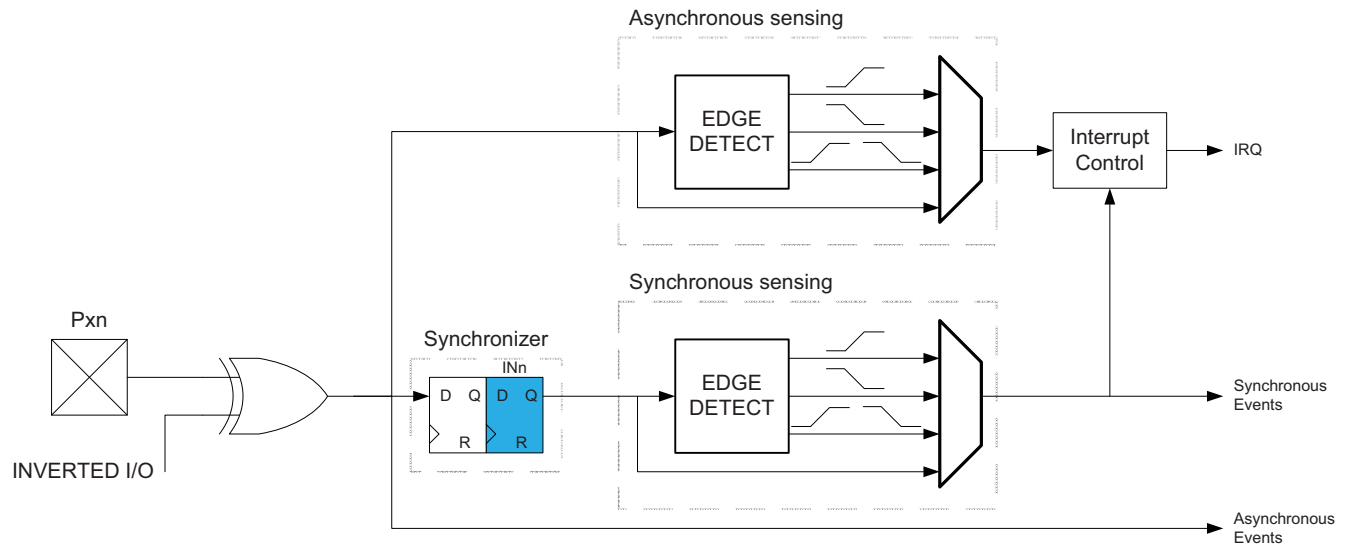 Asynchronous sensing
EDGE
DETECT
Interrupt
Control
IRQ
Synchronous sensing
Pxn
Synchronizer
INn
D Q D Q
R R
EDGE
DETECT
Synchronous
Events
INVERTED I/O
Asynchronous
Events